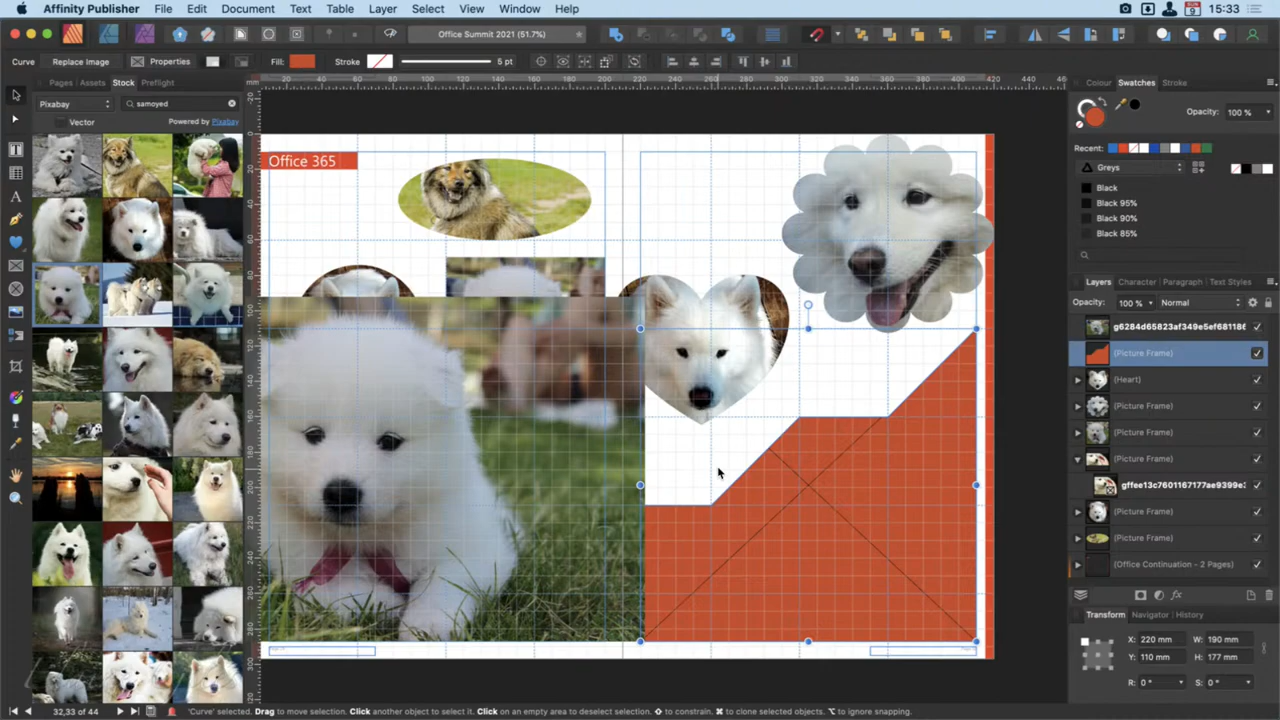 Affinity Publisher File Edit Document Text Table Layer Select View Window Help 15:33
Office Summit 2021 (51.7%)
Curve Replace Image Properties Fill: Stroke 5 pt
Pages Assets Stock Preflight
Pixabay samoyed
Vector Powered by Pixabay
Office 365
Colour Swatches Stroke
Opacity: 100 %
Recent:
Greys
Black
Black 95%
Black 90%
Black 85%
Layers Character Paragraph Text Styles
Opacity: 100 % Normal
g6284d65823af349e5ef68118
(Picture Frame)
(Heart)
(Picture Frame)
(Picture Frame)
(Picture Frame)
gffee13c7601167177ae9399e
(Picture Frame)
(Picture Frame)
(Office Continuation - 2 Pages)
Transform Navigator History
X: 220 mm W: 190 mm
Y: 110 mm H: 177 mm
R: 0 ° S: 0 °
32,33 of 44 'Curve' selected. Drag to move selection. Click another object to select it. Click on an empty area to deselect selection. ⇧ to constrain. ⌘ to clone selected objects. ⌥ to ignore snapping.